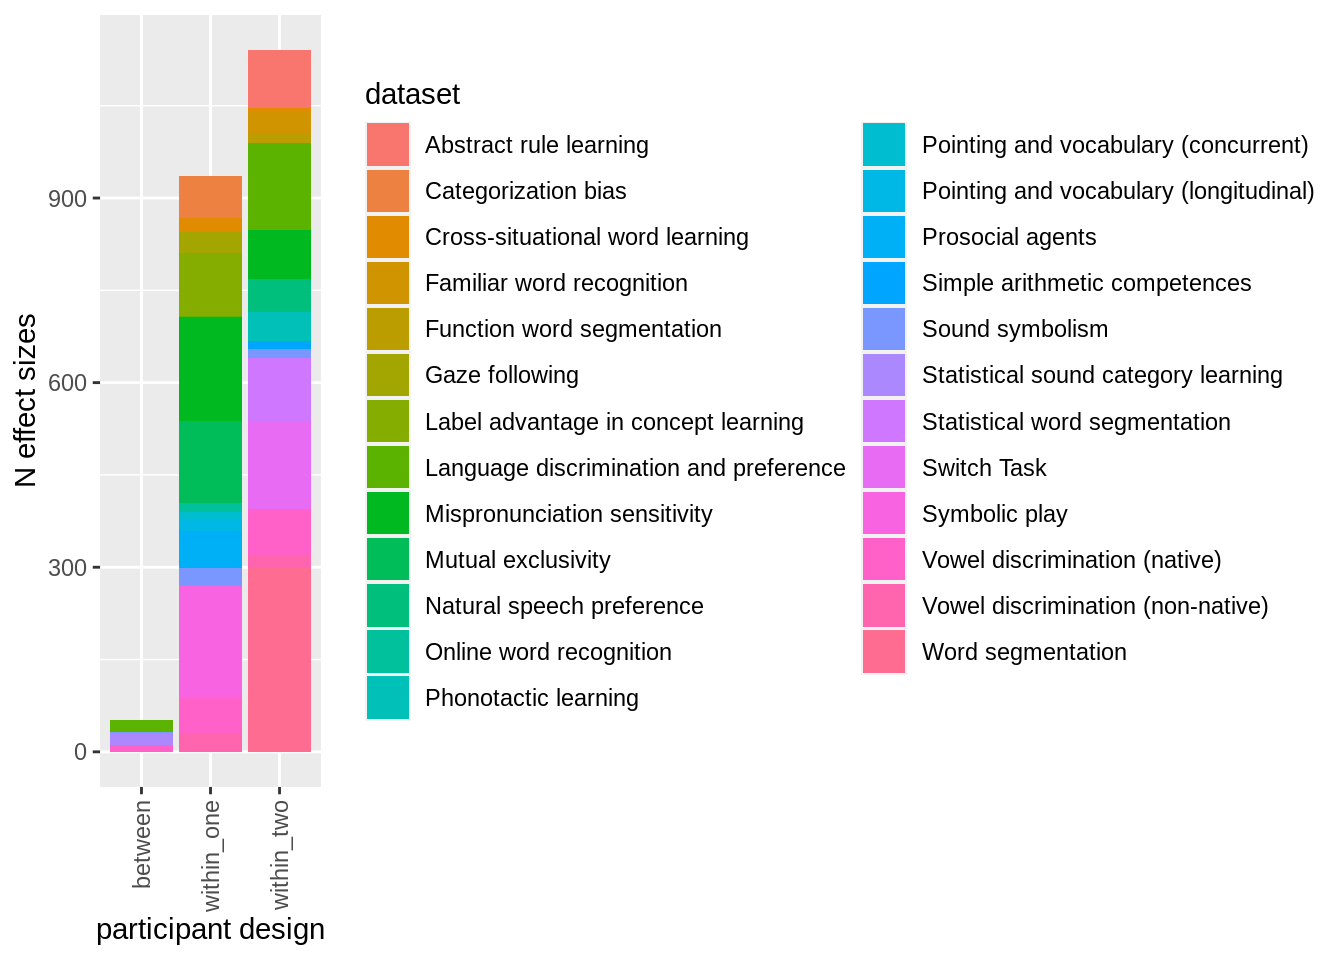 N effect sizes
900
600
300
0
between
within_one
within_two
participant design
dataset
Abstract rule learning
Categorization bias
Cross-situational word learning
Familiar word recognition
Function word segmentation
Gaze following
Label advantage in concept learning
Language discrimination and preference
Mispronunciation sensitivity
Mutual exclusivity
Natural speech preference
Online word recognition
Phonotactic learning
Pointing and vocabulary (concurrent)
Pointing and vocabulary (longitudinal)
Prosocial agents
Simple arithmetic competences
Sound symbolism
Statistical sound category learning
Statistical word segmentation
Switch Task
Symbolic play
Vowel discrimination (native)
Vowel discrimination (non-native)
Word segmentation